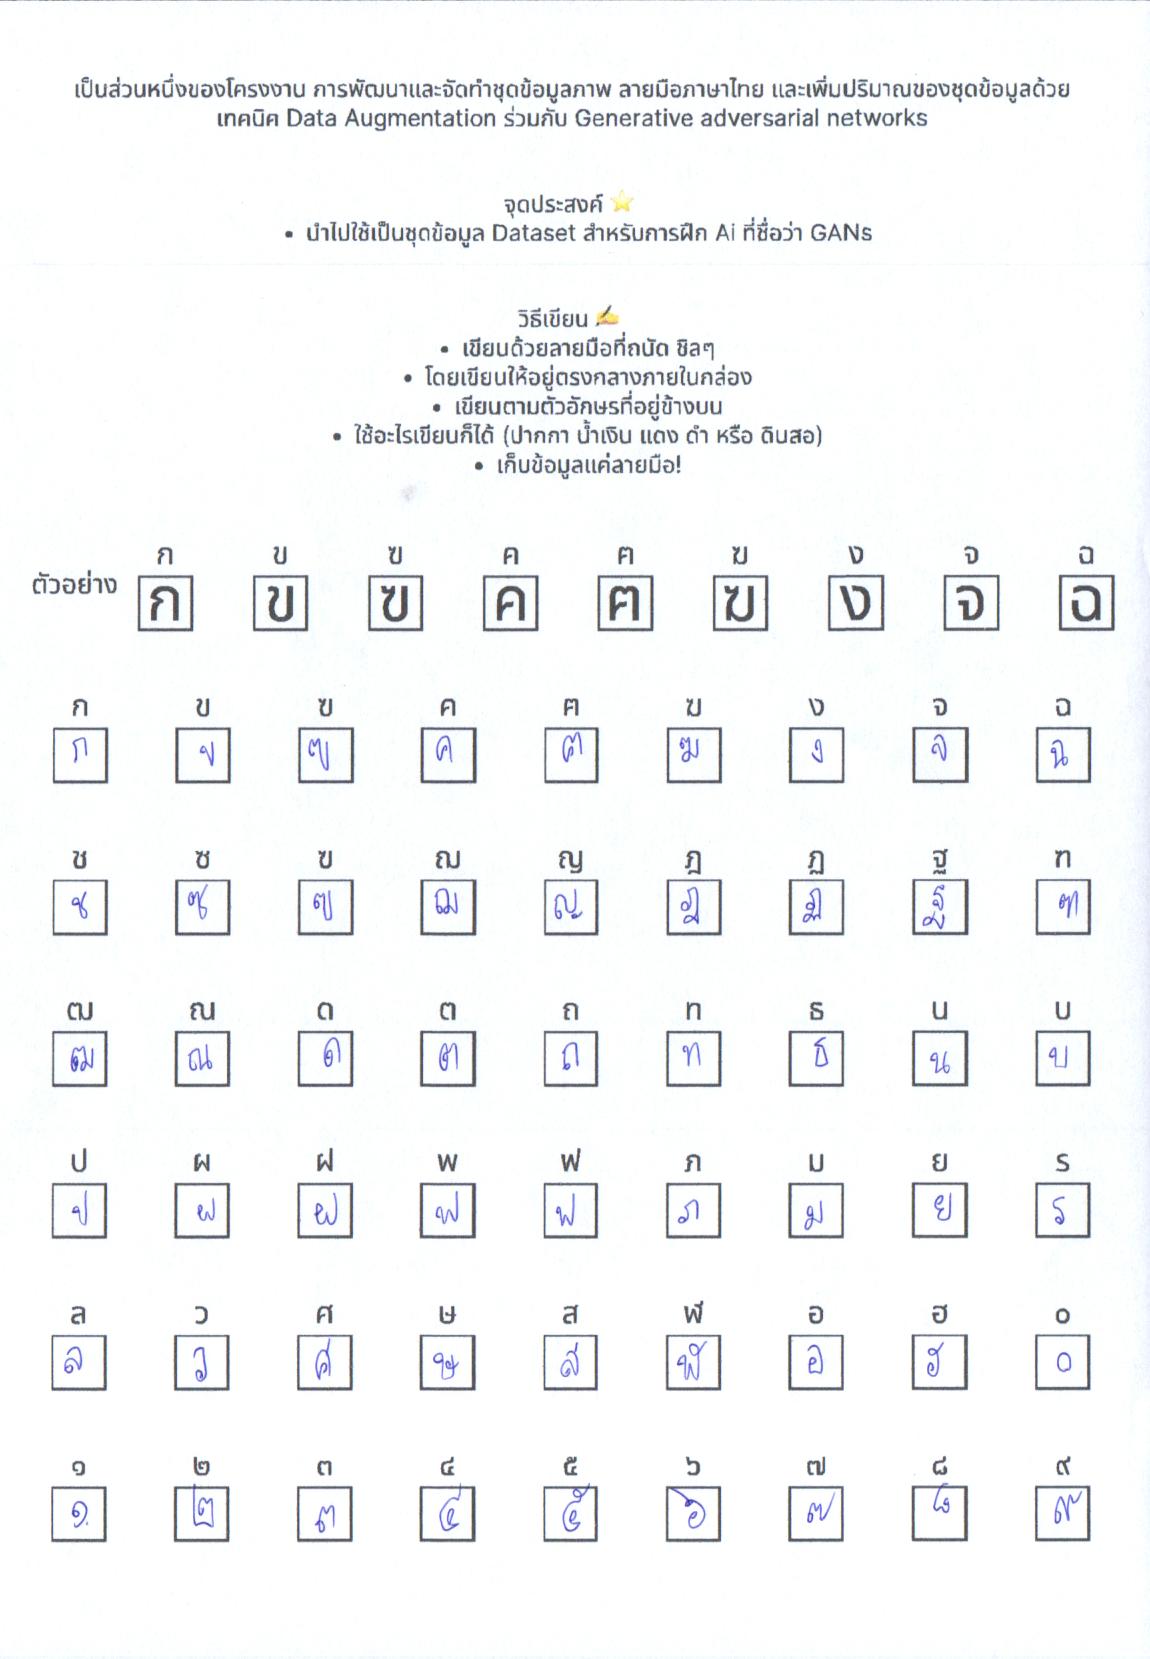 เป็นส่วนหนึ่งของโครงงาน การพัฒนาและจัดทำชุดข้อมูลภาพ ลายมือภาษาไทย และเพิ่มปริมาณของชุดข้อมูลด้วย
เทคนิค Data Augmentation ร่วมกับ Generative adversarial networks
จุดประสงค์ ⭐
• นำไปใช้เป็นชุดข้อมูล Dataset สำหรับการฝึก Ai ที่ชื่อว่า GANs
วิธีเขียน ✍️
• เขียนด้วยลายมือที่ถนัด ชิลๆ
• โดยเขียนให้อยู่ตรงกลางภายในกล่อง
• เขียนตามตัวอักษรที่อยู่ข้างบน
• ใช้อะไรเขียนก็ได้ (ปากกา น้ำเงิน แดง ดำ หรือ ดินสอ)
• เก็บข้อมูลแค่ลายมือ!
ก ข ฃ ค ฅ ฆ ง จ ฉ
ตัวอย่าง ก ข ฃ ค ฅ ฆ ง จ ฉ
ก ข ฃ ค ฅ ฆ ง จ ฉ
ก ข ฃ ค ฅ ฆ ง จ ฉ
ช ซ ฃ ฌ ญ ฎ ฏ ฐ ฑ
ช ซ ฃ ฌ ญ ฎ ฏ ฐ ฑ
ฒ ณ ด ต ถ ท ธ น บ
ฒ ณ ด ต ถ ท ธ น บ
ป ผ ฝ พ ฟ ภ ม ย ร
ป ผ ฝ ฟ ฟ ภ ม ย ร
ล ว ศ ษ ส ฬ อ ฮ ๐
ล ว ศ ษ ส ฬ อ ฮ ๐
๑ ๒ ๓ ๔ ๕ ๖ ๗ ๘ ๙
๑ ๒ ๓ ๔ ๕ ๖ ๗ ๘ ๙